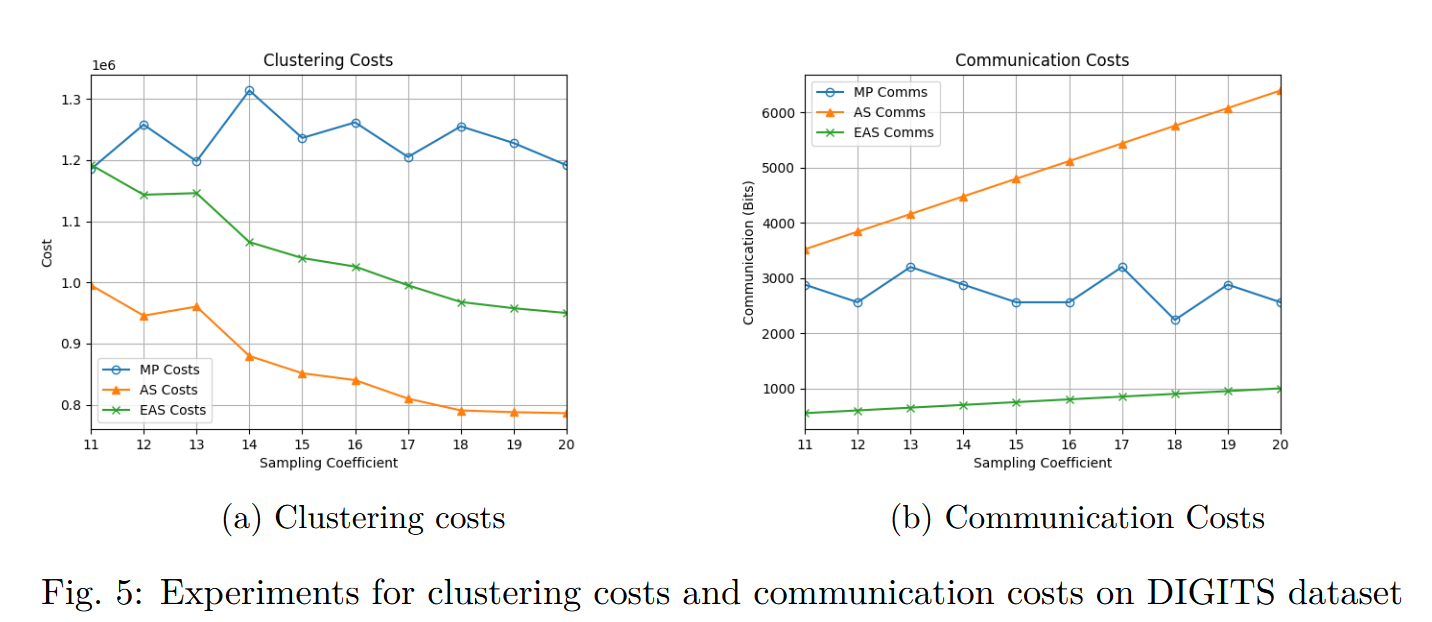 Clustering Costs
1e6
1.3
1.2
1.1
1.0
0.9
0.8
Cost
MP Costs
AS Costs
EAS Costs
11 12 13 14 15 16 17 18 19 20
Sampling Coefficient
(a) Clustering costs
Communication Costs
6000
5000
4000
3000
2000
1000
Communication (Bits)
MP Comms
AS Comms
EAS Comms
11 12 13 14 15 16 17 18 19 20
Sampling Coefficient
(b) Communication Costs
Fig. 5: Experiments for clustering costs and communication costs on DIGITS dataset